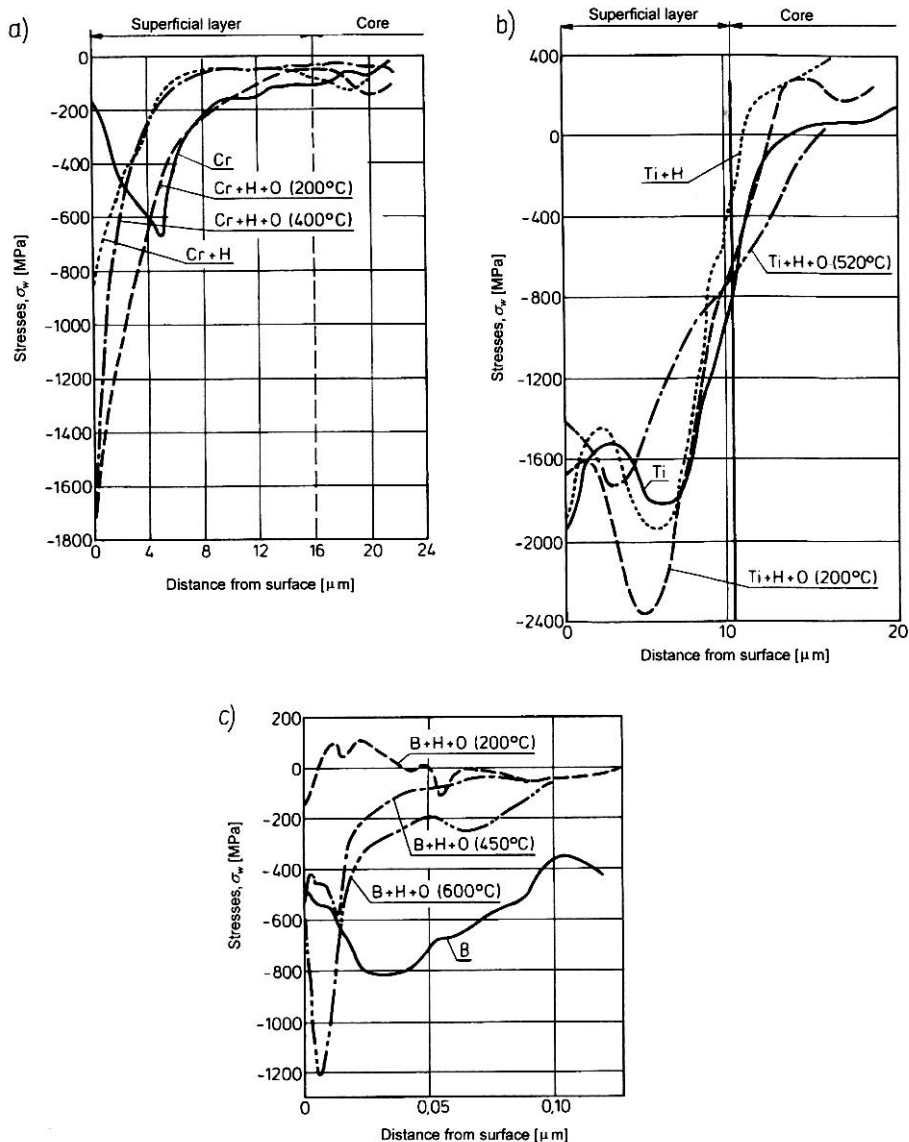 a)
Superficial layer
Core
0
-200
-400
-600
-800
-1000
-1200
-1400
-1600
-1800
Stresses, σw [MPa]
Cr
Cr+H+O (200°C)
Cr+H+O (400°C)
Cr+H
0
4
8
12
16
20
24
Distance from surface [μm]
b)
Superficial layer
Core
400
0
-400
-800
-1200
-1600
-2000
-2400
Stresses, σw [MPa]
Ti+H
Ti+H+O (520°C)
Ti
Ti+H+O (200°C)
0
10
20
Distance from surface [μm]
c)
200
0
-200
-400
-600
-800
-1000
-1200
Stresses, σw [MPa]
B+H+O (200°C)
B+H+O (450°C)
B+H+O (600°C)
B
0
0,05
0,10
Distance from surface [μm]